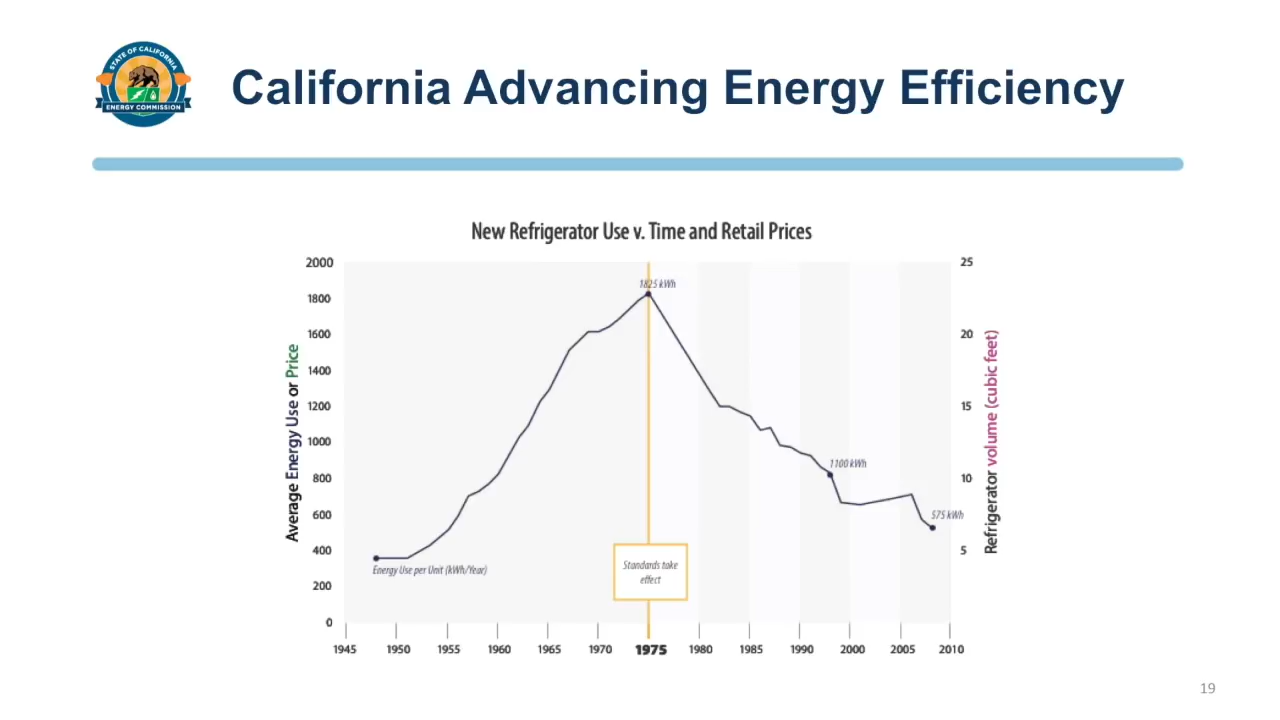 STATE OF CALIFORNIA
ENERGY COMMISSION
California Advancing Energy Efficiency
New Refrigerator Use v. Time and Retail Prices
2000
1800
1600
1400
1200
1000
800
600
400
200
0
Average Energy Use or Price
1825 kWh
1100 kWh
575 kWh
Energy Use per Unit (kWh/Year)
Standards take
effect
25
20
15
10
5
Refrigerator volume (cubic feet)
1945 1950 1955 1960 1965 1970 1975 1980 1985 1990 2000 2005 2010
19